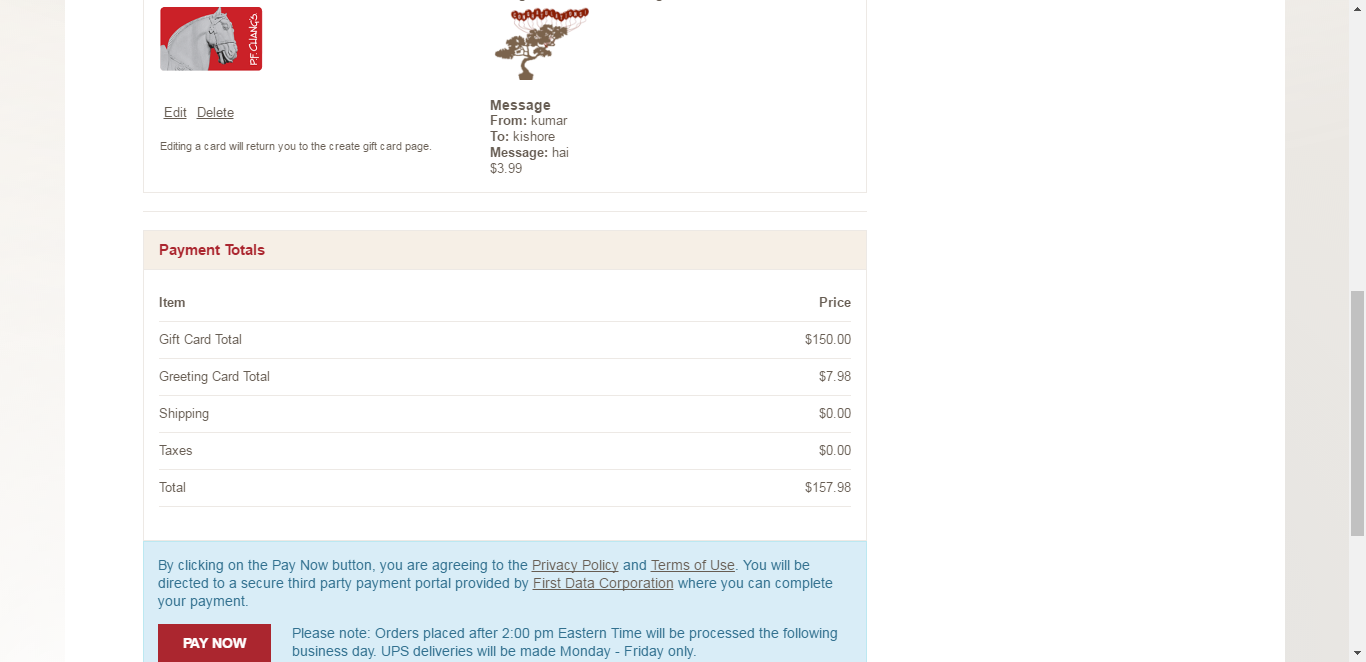 P.F. CHANG'S
Edit Delete
Message
From: kumar
To: kishore
Editing a card will return you to the create gift card page.
Message: hai
$3.99
Payment Totals
Item Price
Gift Card Total $150.00
Greeting Card Total $7.98
Shipping $0.00
Taxes $0.00
Total $157.98
By clicking on the Pay Now button, you are agreeing to the Privacy Policy and Terms of Use. You will be
directed to a secure third party payment portal provided by First Data Corporation where you can complete
your payment.
PAY NOW
Please note: Orders placed after 2:00 pm Eastern Time will be processed the following
business day. UPS deliveries will be made Monday - Friday only.